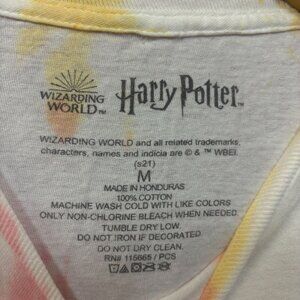 WIZARDING WORLD™
Harry Potter™
WIZARDING WORLD and all related trademarks,
characters, names and indicia are © & ™ WBEI.
(s21)
M
MADE IN HONDURAS
100% COTTON
MACHINE WASH COLD WITH LIKE COLORS
ONLY NON-CHLORINE BLEACH WHEN NEEDED
TUMBLE DRY LOW
DO NOT IRON IF DECORATED
DO NOT DRY CLEAN.
RN# 115665 / PCS